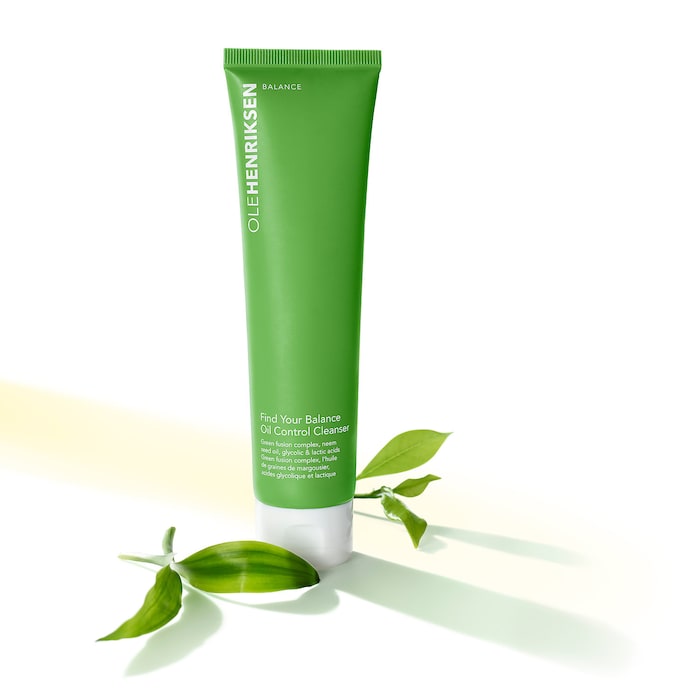 BALANCE
OLEHENRIKSEN
Find Your Balance
Oil Control Cleanser
Green fusion complex, neem
seed oil, glycolic & lactic acids
Green fusion complex, l'huile
de graines de margousier,
acides glycolique et lactique